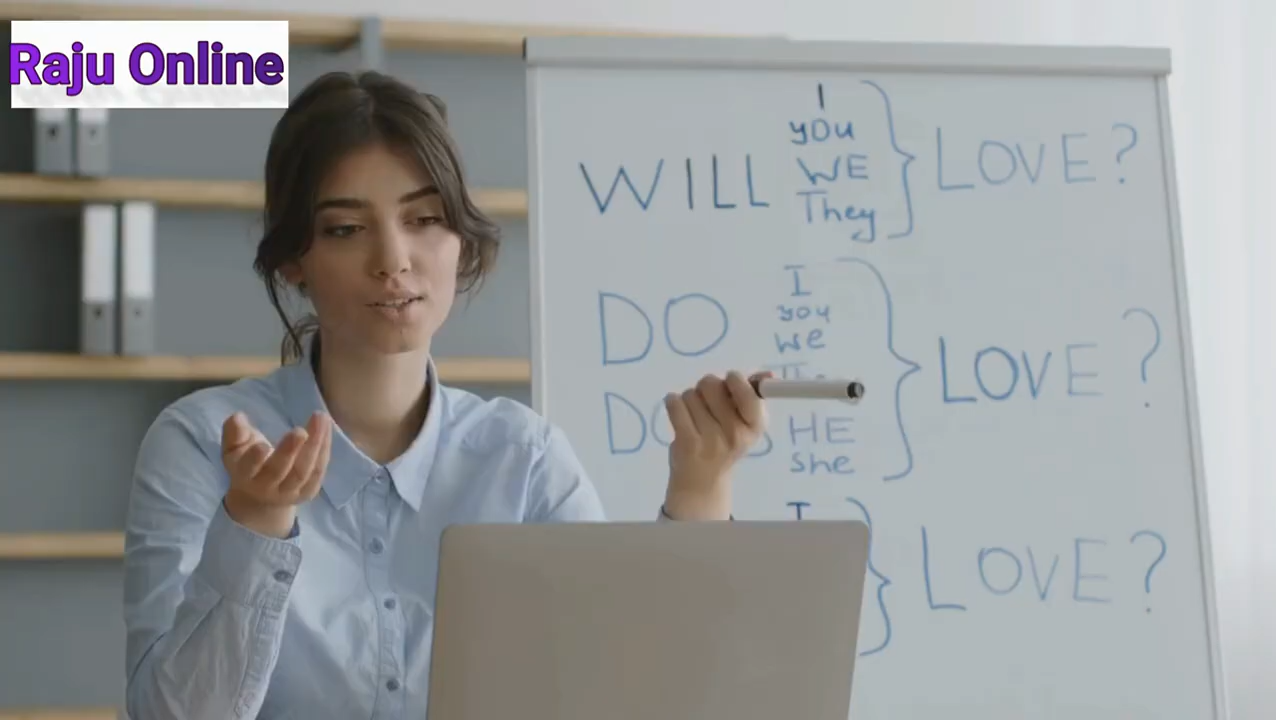 Raju Online
WILL
I
you
WE
They
LOVE?
DO
I
you
we
LOVE?
HE
she
I
LOVE?